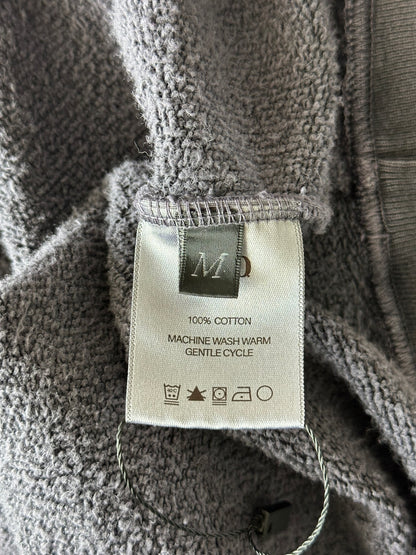 M
100% COTTON
MACHINE WASH WARM
GENTLE CYCLE